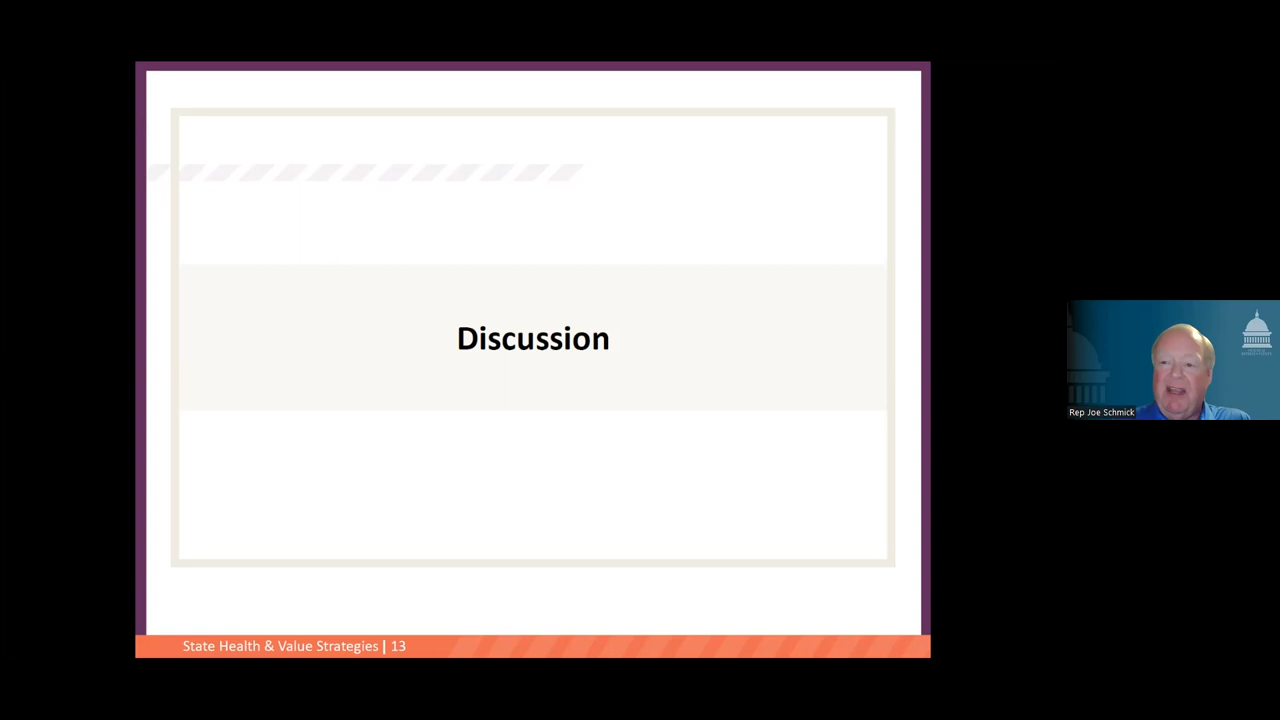 Discussion
Rep Joe Schmick
State Health & Value Strategies | 13